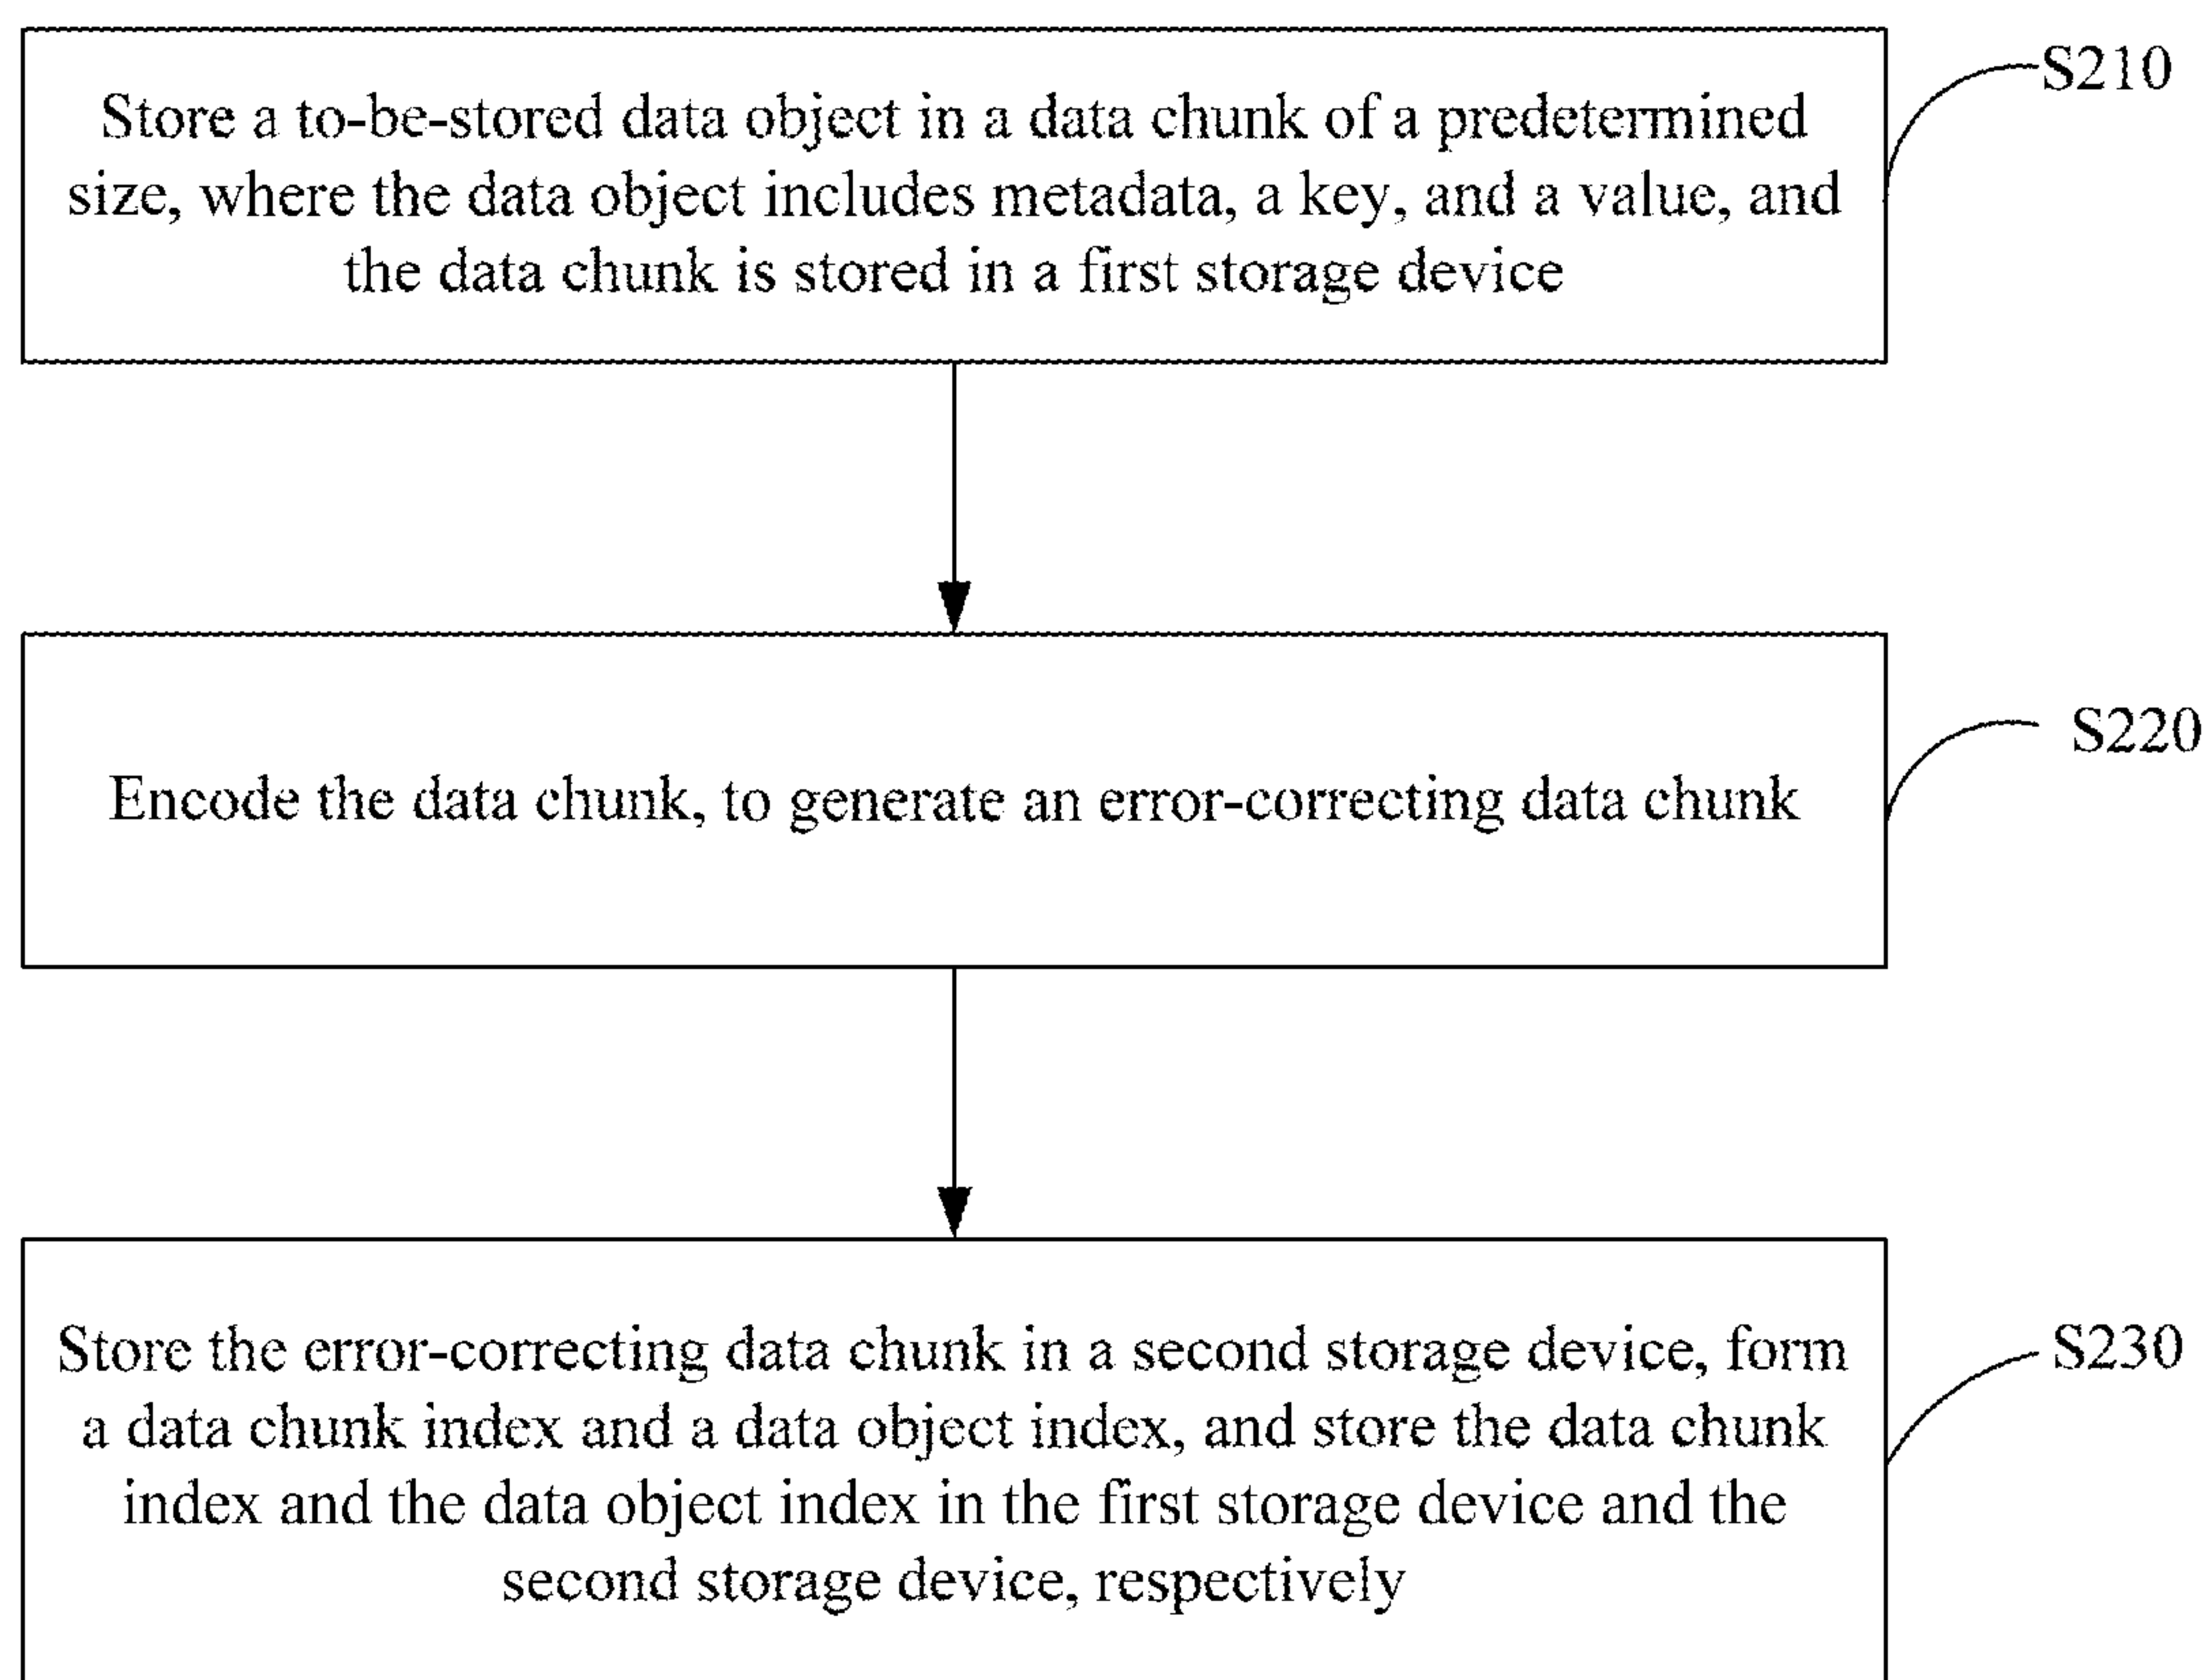 Store a to-be-stored data object in a data chunk of a predetermined
size, where the data object includes metadata, a key, and a value, and
the data chunk is stored in a first storage device
S210
Encode the data chunk, to generate an error-correcting data chunk
S220
Store the error-correcting data chunk in a second storage device, form
a data chunk index and a data object index, and store the data chunk
index and the data object index in the first storage device and the
second storage device, respectively
S230